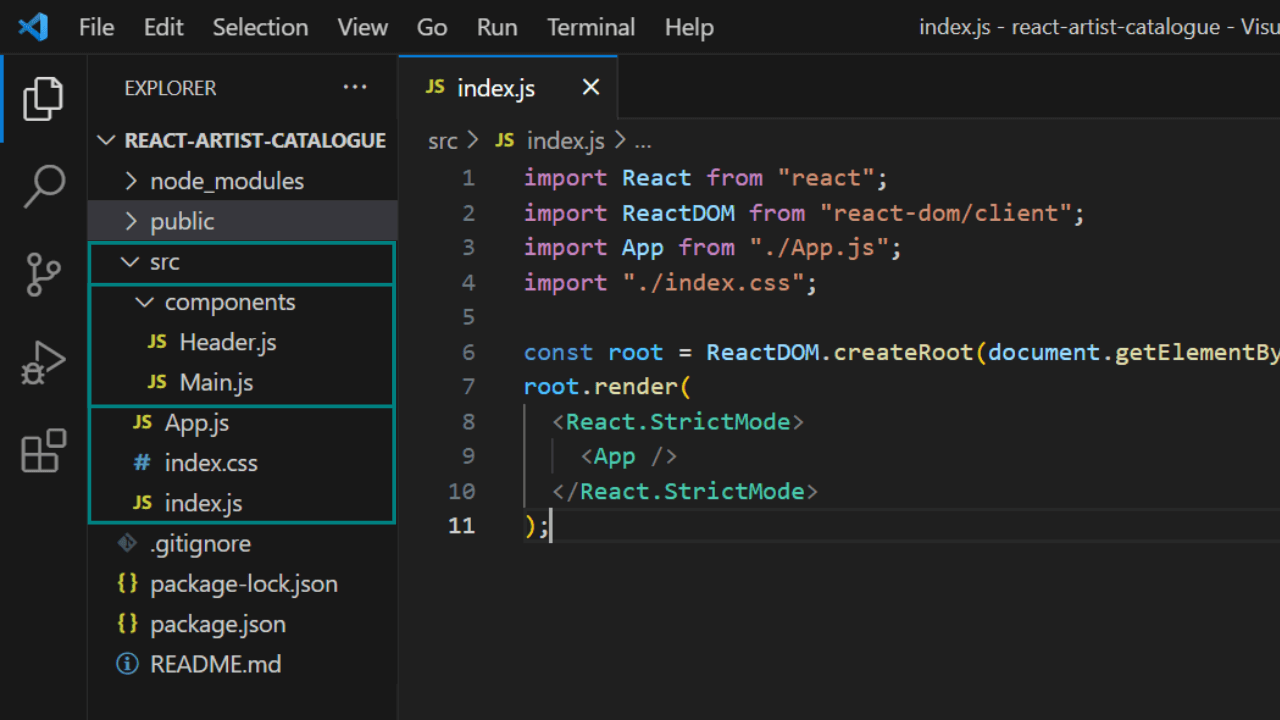 File Edit Selection View Go Run Terminal Help index.js - react-artist-catalogue - Visu
EXPLORER ...
REACT-ARTIST-CATALOGUE
node_modules
public
src
components
JS Header.js
JS Main.js
JS App.js
# index.css
JS index.js
.gitignore
{} package-lock.json
{} package.json
README.md
JS index.js
src > JS index.js > ...
1 import React from "react";
2 import ReactDOM from "react-dom/client";
3 import App from "./App.js";
4 import "./index.css";
5
6 const root = ReactDOM.createRoot(document.getElementBy
7 root.render(
8 <React.StrictMode>
9 <App />
10 </React.StrictMode>
11 );